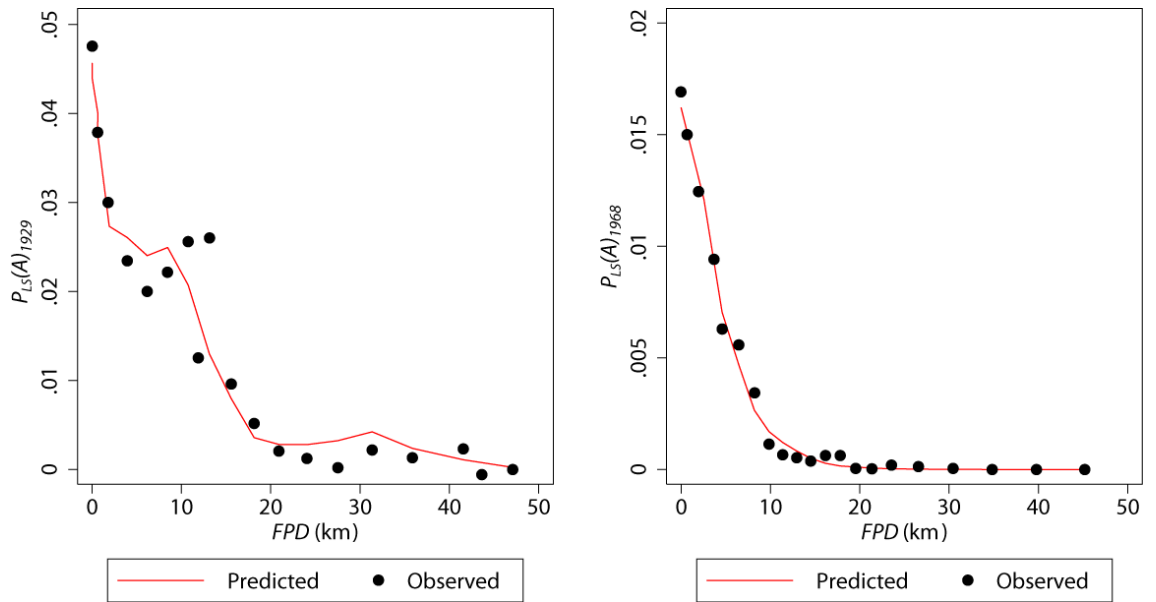 .05
.04
.03
.02
.01
0
P_LS(A)_1929
0 10 20 30 40 50
FPD (km)
Predicted Observed
.02
.015
.01
.005
0
P_LS(A)_1968
0 10 20 30 40 50
FPD (km)
Predicted Observed